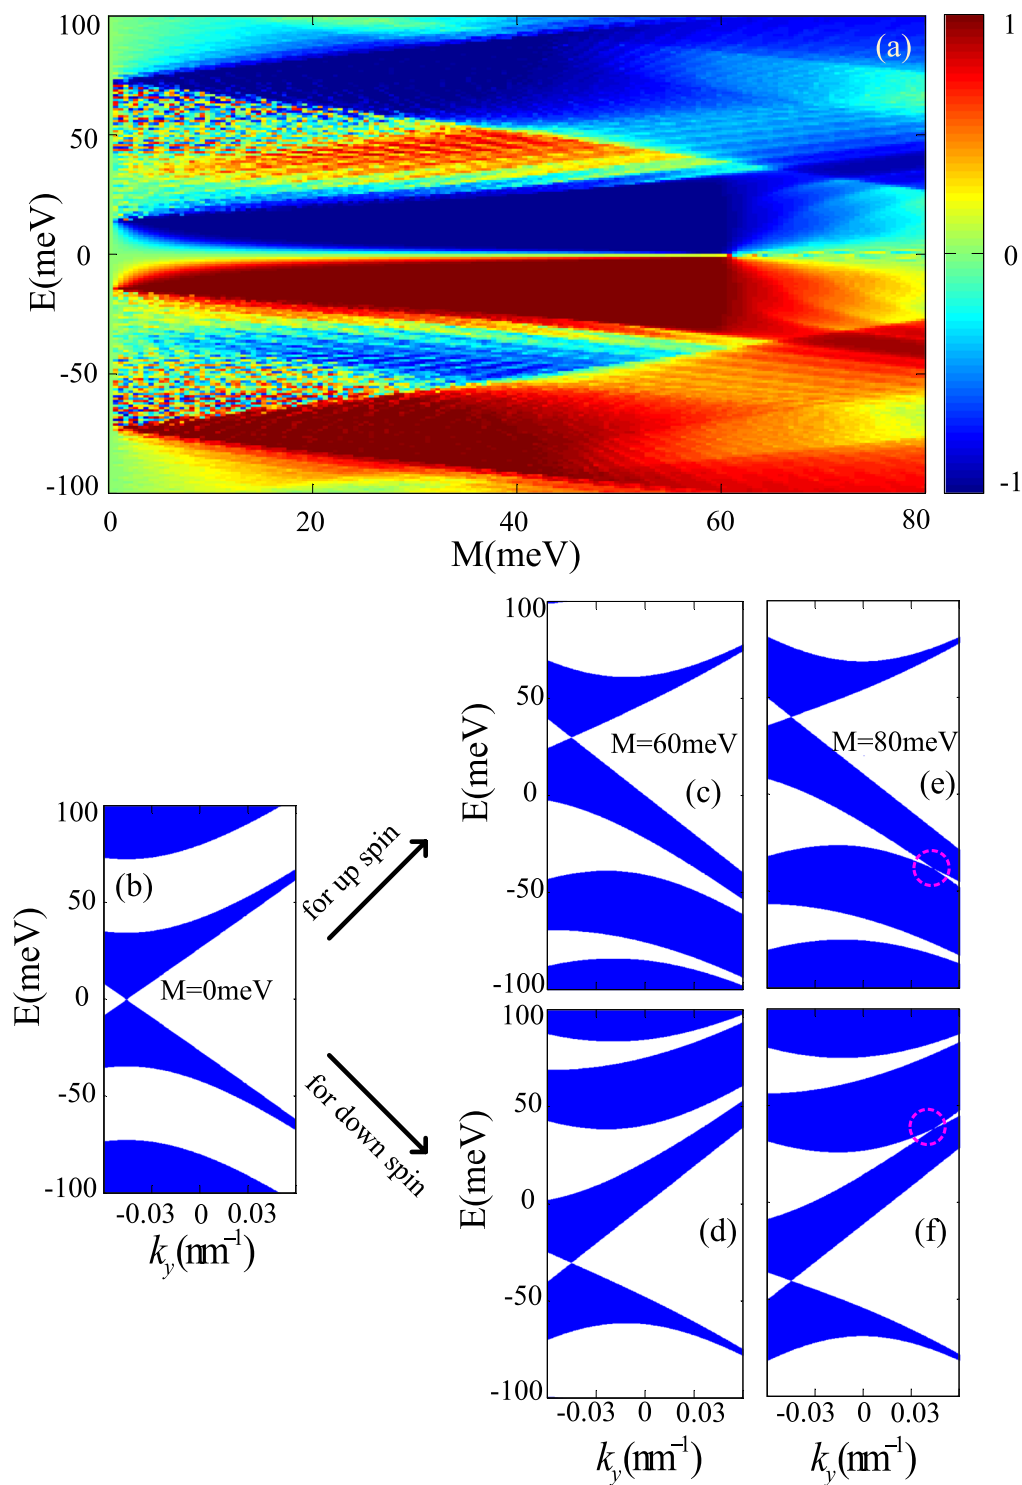 100
50
0
-50
-100
E(meV)
(a)
0
20
40
60
80
M(meV)
1
0
-1
100
50
0
-50
-100
E(meV)
(b)
M=0meV
-0.03
0
0.03
k_y(nm⁻¹)
for up spin
for down spin
100
50
0
-50
-100
E(meV)
M=60meV
(c)
M=80meV
(e)
100
50
0
-50
-100
E(meV)
(d)
(f)
-0.03
0
0.03
-0.03
0
0.03
k_y(nm⁻¹)
k_y(nm⁻¹)